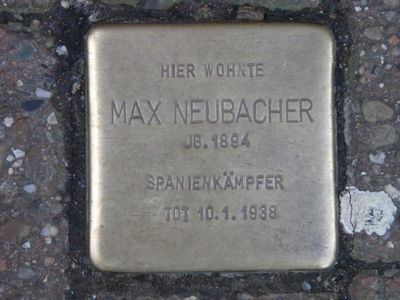 HIER WOHNTE
MAX NEUBACHER
JG. 1894
SPANIENKÄMPFER
TOT 10.1.1938